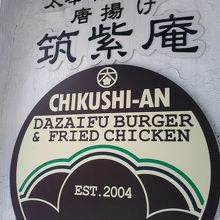 唐揚げ
筑紫庵
CHIKUSHI-AN
DAZAIFU BURGER
& FRIED CHICKEN
EST.2004